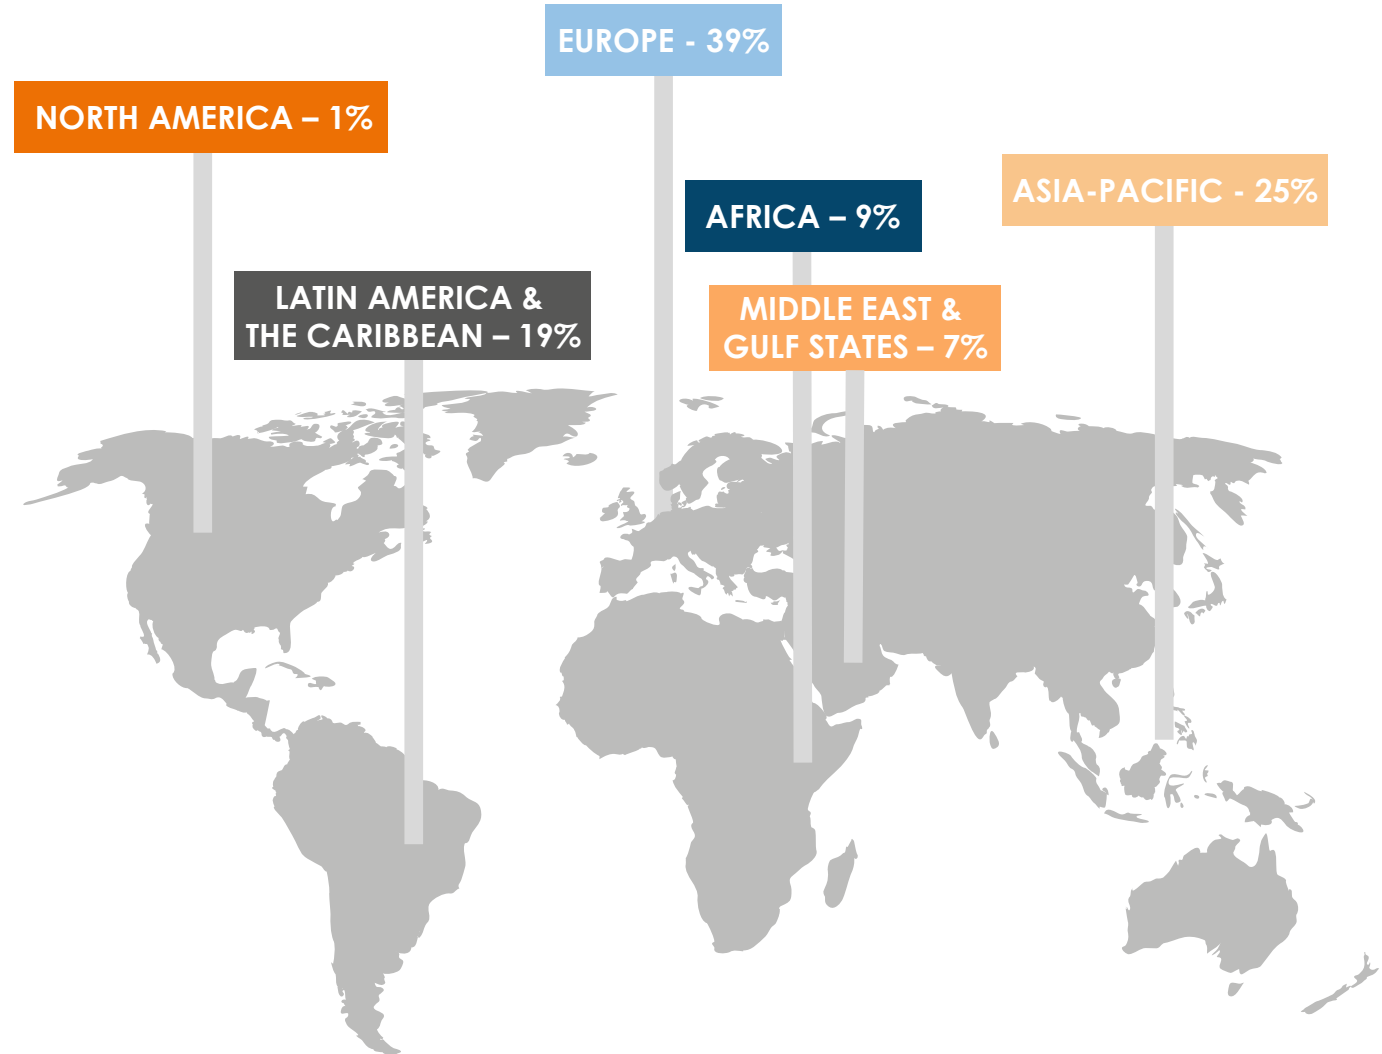 EUROPE - 39%
NORTH AMERICA – 1%
ASIA-PACIFIC - 25%
AFRICA – 9%
LATIN AMERICA &
THE CARIBBEAN – 19%
MIDDLE EAST &
GULF STATES – 7%